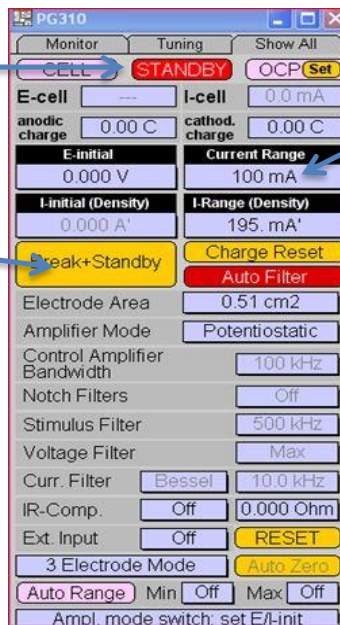 PG310
Monitor Tuning Show All
CELL STANDBY OCP Set
E-cell --- I-cell 0.0 mA
anodic charge 0.00 C cathod. charge 0.00 C
E-initial Current Range
0.000 V 100 mA
I-initial (Density) I-Range (Density)
0.000 A' 195. mA'
Break+Standby Charge Reset
Auto Filter
Electrode Area 0.51 cm2
Amplifier Mode Potentiostatic
Control Amplifier
Bandwidth 100 kHz
Notch Filters Off
Stimulus Filter 500 kHz
Voltage Filter Max
Curr. Filter Bessel 10.0 kHz
IR-Comp. Off 0.000 Ohm
Ext. Input Off RESET
3 Electrode Mode Auto Zero
Auto Range Min Off Max Off
Ampl. mode switch: set E/I-init